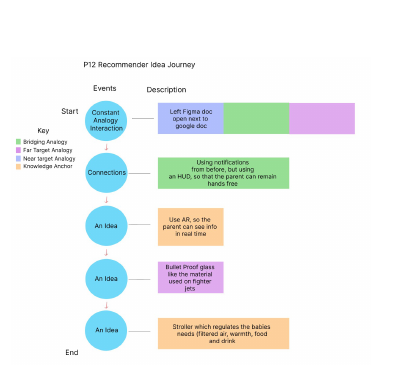 P12 Recommender Idea Journey
Events
Description
Start
Constant
Analogy
Interaction
Left Figma doc
open next to
google doc
Key
Bridging Analogy
Far Target Analogy
Near target Analogy
Knowledge Anchor
Connections
Using notifications
from before, but using
an HUD, so that the parent can remain
hands free
An Idea
Use AR, so the
parent can see info
in real time
An Idea
Bullet Proof glass
like the material
used on fighter
jets
An Idea
Stroller which regulates the babies
needs (filtered air, warmth, food
and drink
End